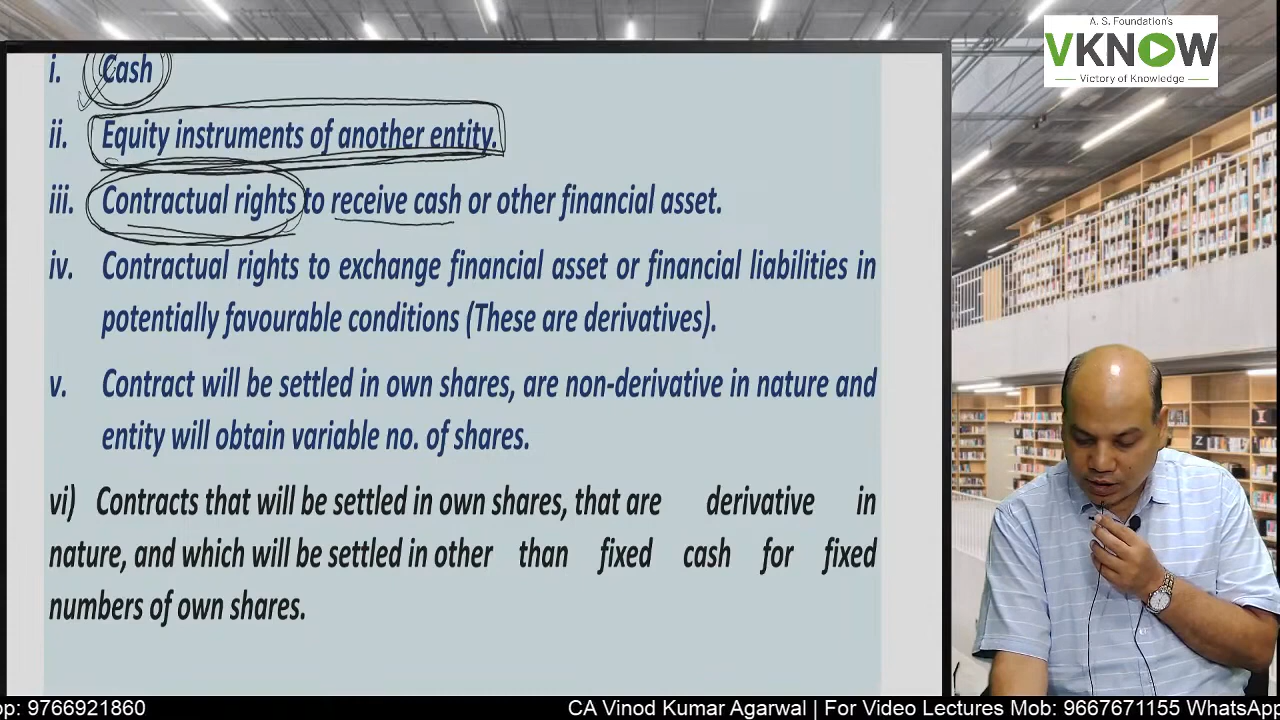 A. S. Foundation's
VKNOW
Victory of Knowledge
i. Cash
ii. Equity instruments of another entity.
iii. Contractual rights to receive cash or other financial asset.
iv. Contractual rights to exchange financial asset or financial liabilities in
potentially favourable conditions (These are derivatives).
v. Contract will be settled in own shares, are non-derivative in nature and
entity will obtain variable no. of shares.
vi) Contracts that will be settled in own shares, that are derivative in
nature, and which will be settled in other than fixed cash for fixed
numbers of own shares.
pp: 9766921860 CA Vinod Kumar Agarwal | For Video Lectures Mob: 9667671155 WhatsApp